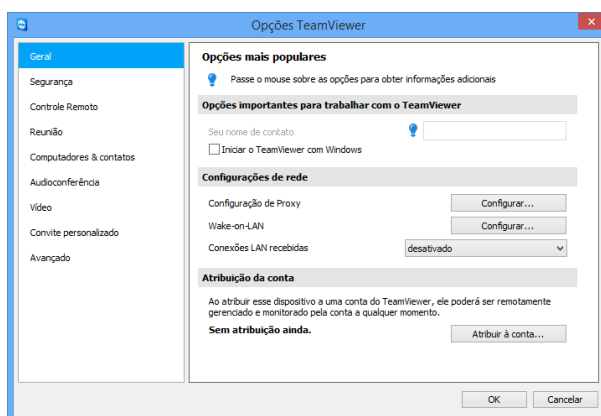 Opções TeamViewer
Geral
Segurança
Controle Remoto
Reunião
Computadores & contatos
Audioconferência
Vídeo
Convite personalizado
Avançado
Opções mais populares
Passe o mouse sobre as opções para obter informações adicionais
Opções importantes para trabalhar com o TeamViewer
Seu nome de contato
Iniciar o TeamViewer com Windows
Configurações de rede
Configuração de Proxy Configurar...
Wake-on-LAN Configurar...
Conexões LAN recebidas desativado
Atribuição da conta
Ao atribuir esse dispositivo a uma conta do TeamViewer, ele poderá ser remotamente
gerenciado e monitorado pela conta a qualquer momento.
Sem atribuição ainda. Atribuir à conta...
OK Cancelar